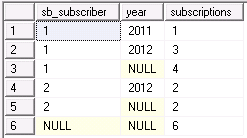 sb_subscriber year subscriptions
1 1 2011 1
2 1 2012 3
3 1 NULL 4
4 2 2012 2
5 2 NULL 2
6 NULL NULL 6